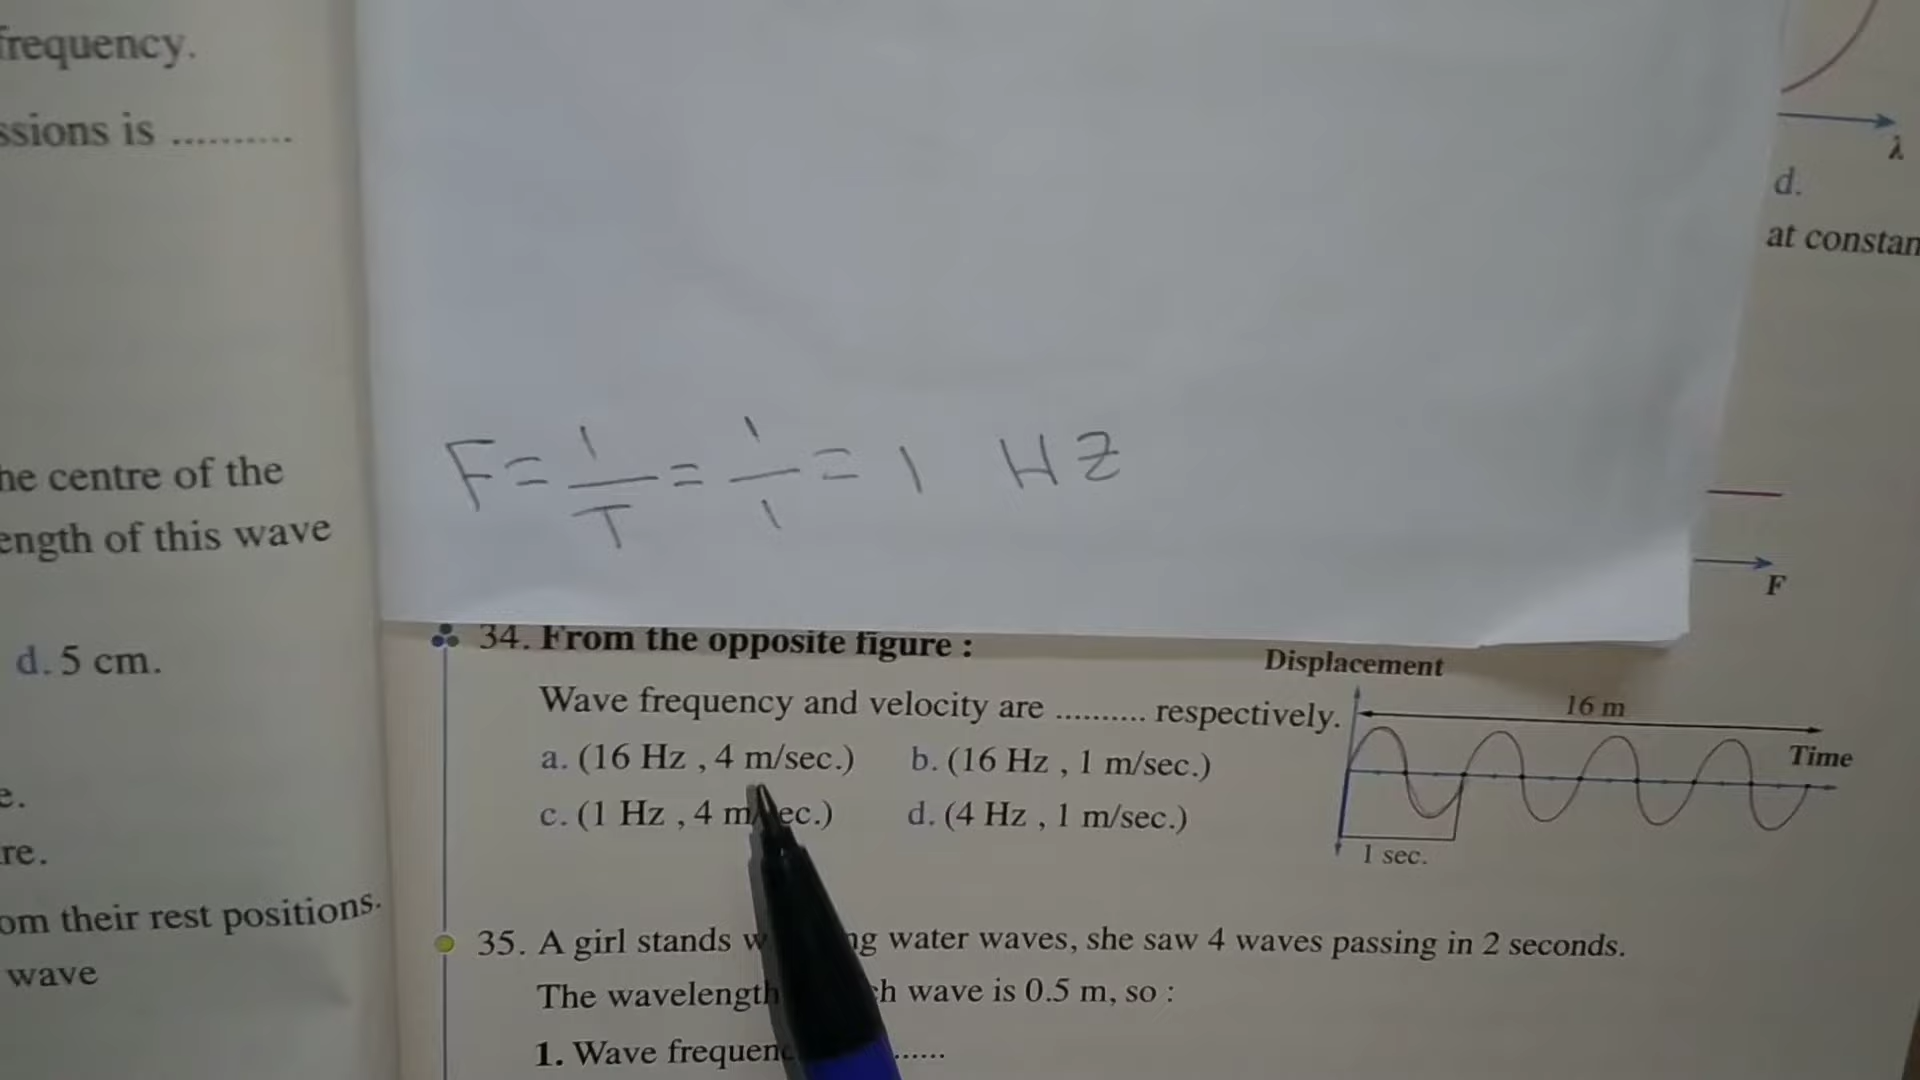 frequency.
ssions is ..........
he centre of the
ength of this wave
d. 5 cm.
e.
re.
om their rest positions.
wave
F = 1/T = 1/1 = 1 HZ
λ
d.
at constan
F
34. From the opposite figure :
Wave frequency and velocity are .......... respectively.
a. (16 Hz , 4 m/sec.) b. (16 Hz , 1 m/sec.)
c. (1 Hz , 4 m/sec.) d. (4 Hz , 1 m/sec.)
Displacement
16 m
Time
1 sec.
35. A girl stands w ng water waves, she saw 4 waves passing in 2 seconds.
The wavelength ch wave is 0.5 m, so :
1. Wave frequenc ......